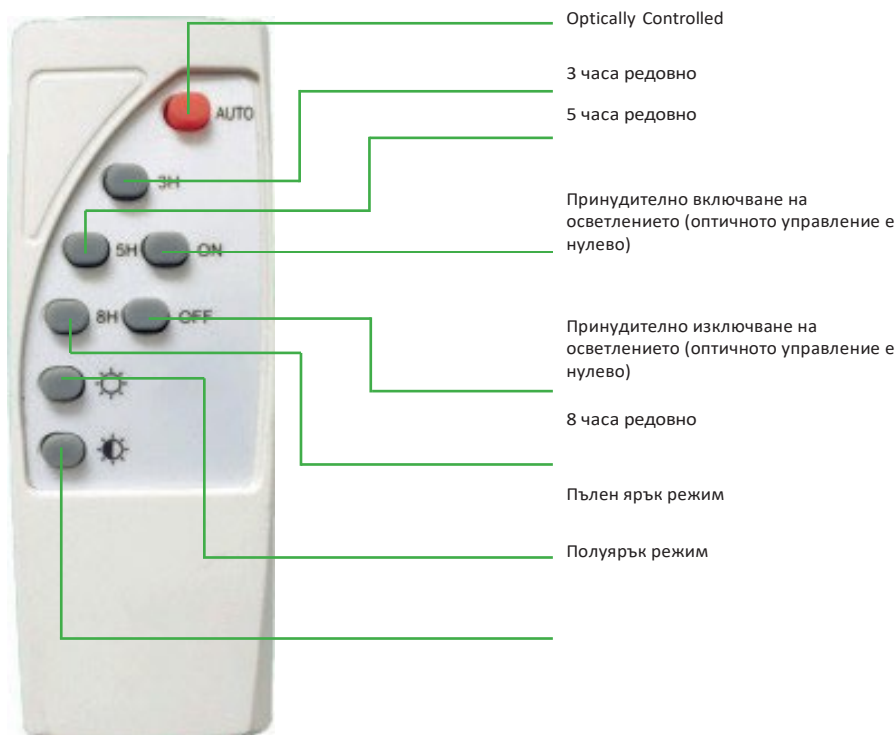 Optically Controlled
3 часа редовно
5 часа редовно
Принудително включване на
осветлението (оптичното управление е
нулево)
Принудително изключване на
осветлението (оптичното управление е
нулево)
8 часа редовно
Пълен ярък режим
Полуярък режим
AUTO
3H
5H ON
8H OFF